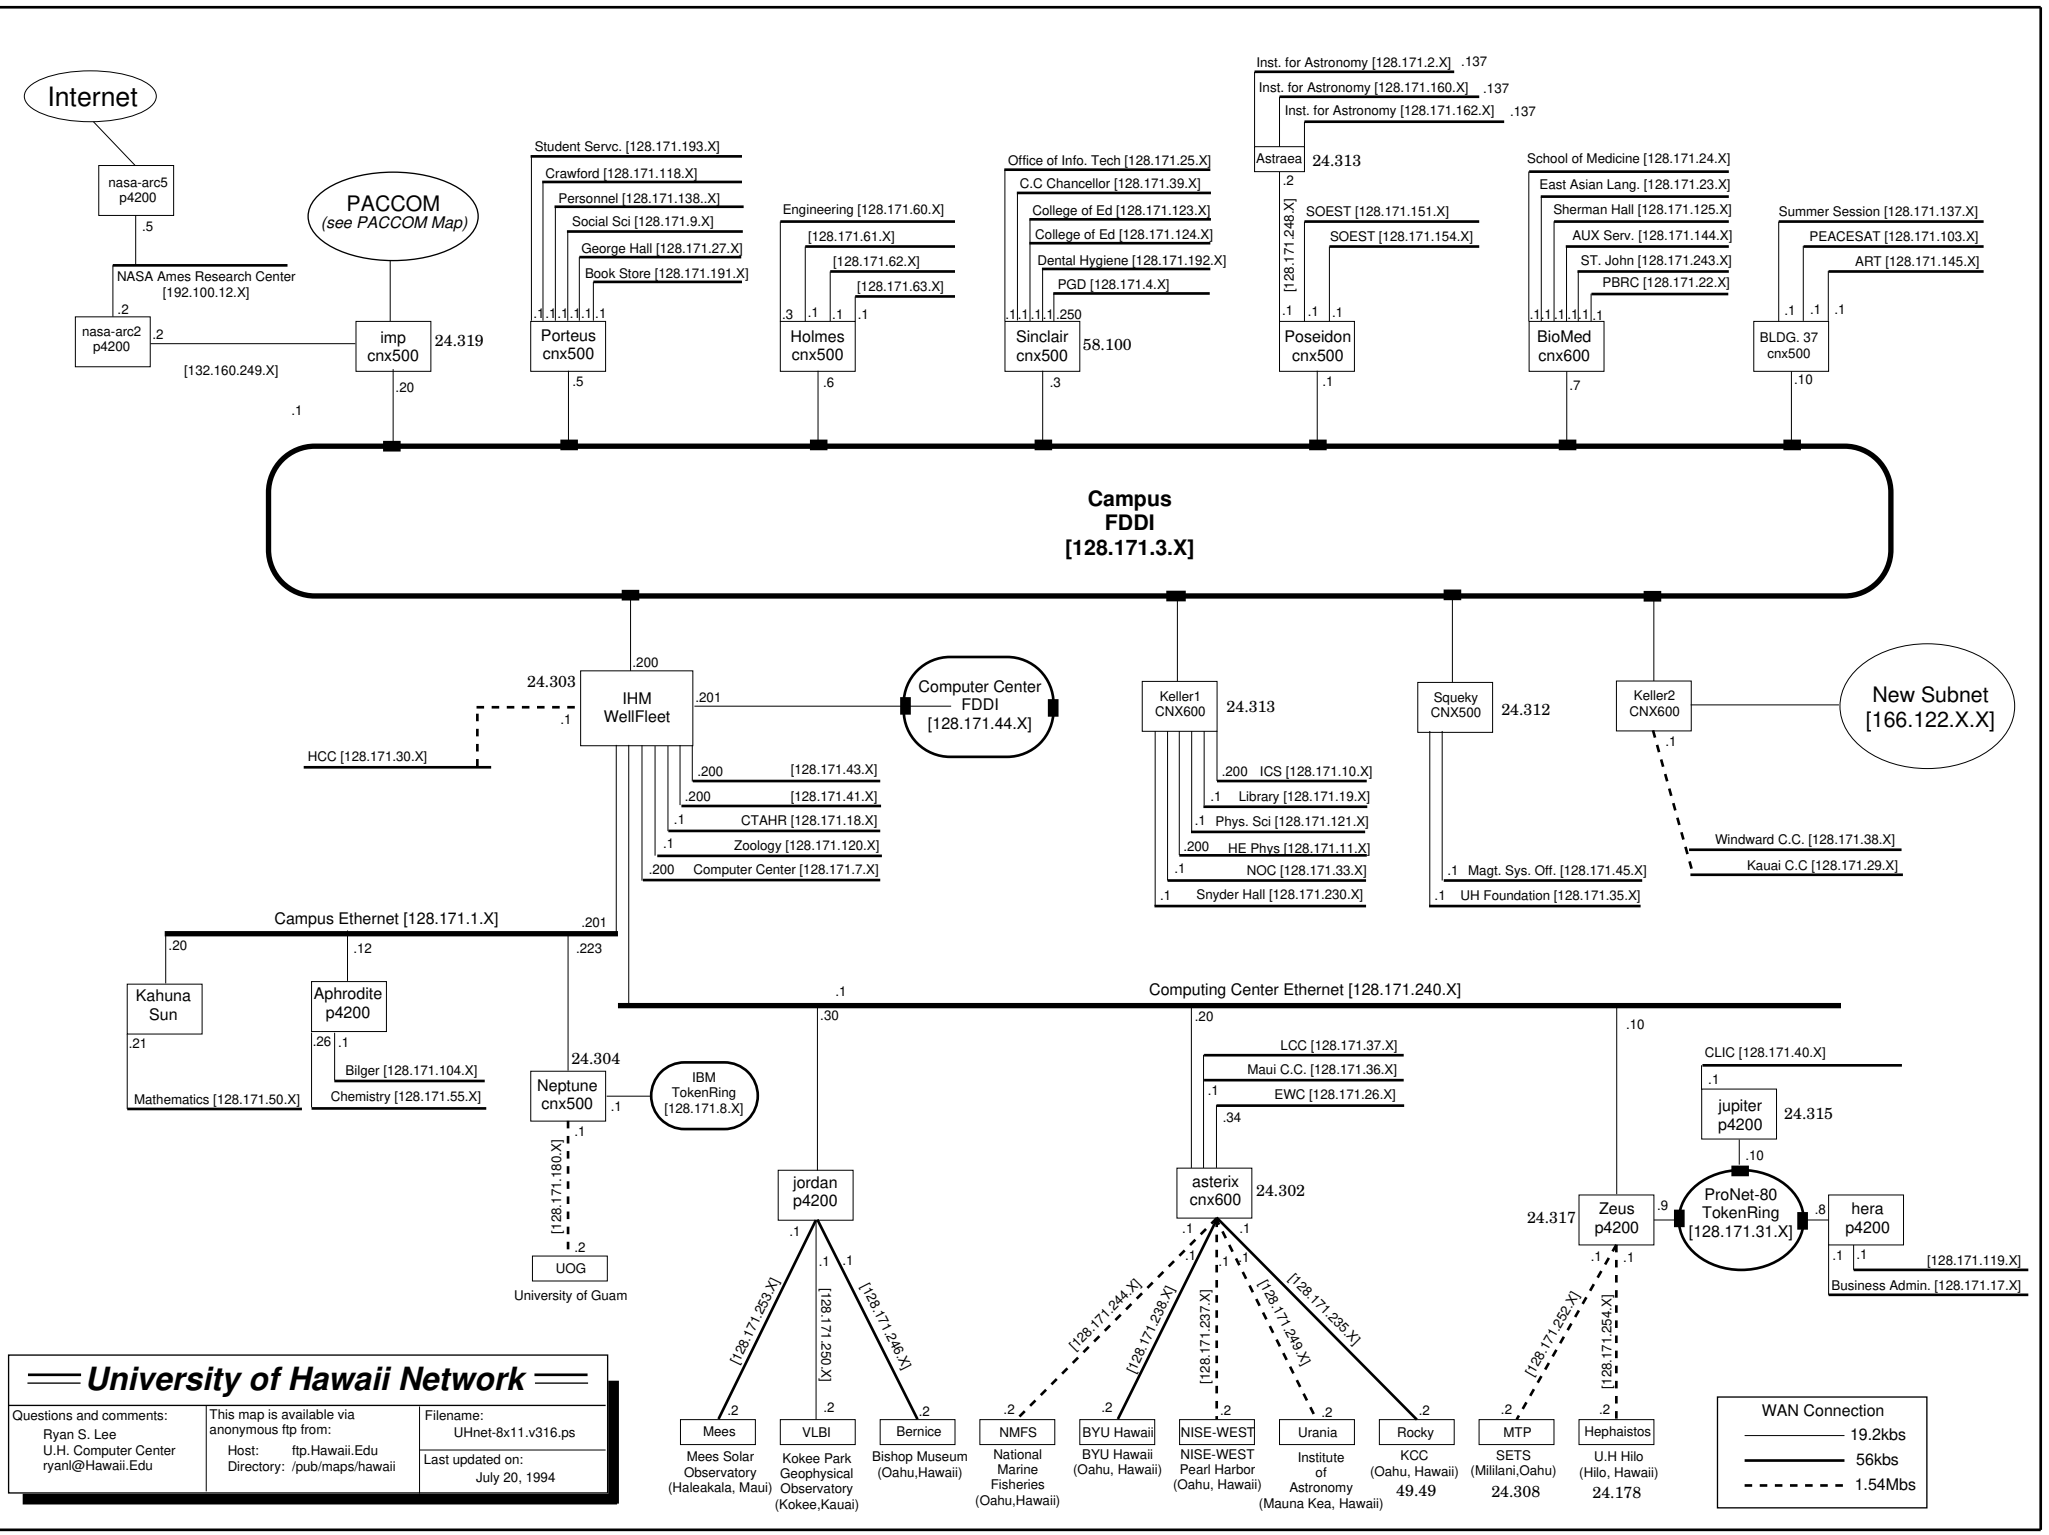 Internet
nasa-arc5
p4200
.5
NASA Ames Research Center
[192.100.12.X]
.2
nasa-arc2
p4200
.2
[132.160.249.X]
.1
PACCOM
(see PACCOM Map)
imp
cnx500
24.319
.20
Student Servc. [128.171.193.X]
Crawford [128.171.118.X]
Personnel [128.171.138..X]
Social Sci [128.171.9.X]
George Hall [128.171.27.X]
Book Store [128.171.191.X]
.1 .1 .1 .1 .1 .1
Porteus
cnx500
.5
Engineering [128.171.60.X]
[128.171.61.X]
[128.171.62.X]
[128.171.63.X]
.3 .1 .1 .1
Holmes
cnx500
.6
Office of Info. Tech [128.171.25.X]
C.C Chancellor [128.171.39.X]
College of Ed [128.171.123.X]
College of Ed [128.171.124.X]
Dental Hygiene [128.171.192.X]
PGD [128.171.4.X]
.1 .1 .1 .1 .250
Sinclair
cnx500
58.100
.3
Inst. for Astronomy [128.171.2.X] .137
Inst. for Astronomy [128.171.160.X] .137
Inst. for Astronomy [128.171.162.X] .137
Astraea
24.313
.2
[128.171.248.X]
SOEST [128.171.151.X]
SOEST [128.171.154.X]
.1 .1 .1
Poseidon
cnx500
.1
School of Medicine [128.171.24.X]
East Asian Lang. [128.171.23.X]
Sherman Hall [128.171.125.X]
AUX Serv. [128.171.144.X]
ST. John [128.171.243.X]
PBRC [128.171.22.X]
.1 .1 .1 .1 .1 .1
BioMed
cnx600
.7
Summer Session [128.171.137.X]
PEACESAT [128.171.103.X]
ART [128.171.145.X]
.1 .1 .1
BLDG. 37
cnx500
.10
Campus
FDDI
[128.171.3.X]
.200
24.303
IHM
WellFleet
.201
.1
HCC [128.171.30.X]
Computer Center
FDDI
[128.171.44.X]
.200 [128.171.43.X]
.200 [128.171.41.X]
.1 CTAHR [128.171.18.X]
.1 Zoology [128.171.120.X]
.200 Computer Center [128.171.7.X]
Keller1
CNX600
24.313
.200 ICS [128.171.10.X]
.1 Library [128.171.19.X]
.1 Phys. Sci [128.171.121.X]
.200 HE Phys [128.171.11.X]
.1 NOC [128.171.33.X]
.1 Snyder Hall [128.171.230.X]
Squeky
CNX500
24.312
.1 Magt. Sys. Off. [128.171.45.X]
.1 UH Foundation [128.171.35.X]
Keller2
CNX600
.1
New Subnet
[166.122.X.X]
Windward C.C. [128.171.38.X]
Kauai C.C [128.171.29.X]
Campus Ethernet [128.171.1.X]
.201
.20
.12
.223
Kahuna
Sun
.21
Mathematics [128.171.50.X]
Aphrodite
p4200
.26 .1
Bilger [128.171.104.X]
Chemistry [128.171.55.X]
24.304
Neptune
cnx500
.1
IBM
TokenRing
[128.171.8.X]
.1
[128.171.180.X]
.2
UOG
University of Guam
.1
Computing Center Ethernet [128.171.240.X]
.30
.20
.10
jordan
p4200
.1
.1
.1
[128.171.253.X]
[128.171.250.X]
[128.171.246.X]
.2
.2
.2
Mees
Mees Solar
Observatory
(Haleakala, Maui)
VLBI
Kokee Park
Geophysical
Observatory
(Kokee,Kauai)
Bernice
Bishop Museum
(Oahu,Hawaii)
LCC [128.171.37.X]
Maui C.C. [128.171.36.X]
.1
EWC [128.171.26.X]
.34
asterix
cnx600
24.302
.1
.1
.1
.1
.1
[128.171.244.X]
[128.171.238.X]
[128.171.237.X]
[128.171.249.X]
[128.171.235.X]
.2
.2
.2
.2
.2
NMFS
National
Marine
Fisheries
(Oahu,Hawaii)
BYU Hawaii
BYU Hawaii
(Oahu, Hawaii)
NISE-WEST
NISE-WEST
Pearl Harbor
(Oahu, Hawaii)
Urania
Institute
of
Astronomy
(Mauna Kea, Hawaii)
Rocky
KCC
(Oahu, Hawaii)
49.49
CLIC [128.171.40.X]
.1
jupiter
p4200
24.315
.10
24.317
Zeus
p4200
.9
ProNet-80
TokenRing
[128.171.31.X]
.8
hera
p4200
.1 .1
[128.171.119.X]
Business Admin. [128.171.17.X]
.1
.1
[128.171.252.X]
[128.171.254.X]
.2
.2
MTP
SETS
(Mililani,Oahu)
24.308
Hephaistos
U.H Hilo
(Hilo, Hawaii)
24.178
University of Hawaii Network
Questions and comments:
Ryan S. Lee
U.H. Computer Center
ryanl@Hawaii.Edu
This map is available via
anonymous ftp from:
Host: ftp.Hawaii.Edu
Directory: /pub/maps/hawaii
Filename:
UHnet-8x11.v316.ps
Last updated on:
July 20, 1994
WAN Connection
19.2kbs
56kbs
1.54Mbs